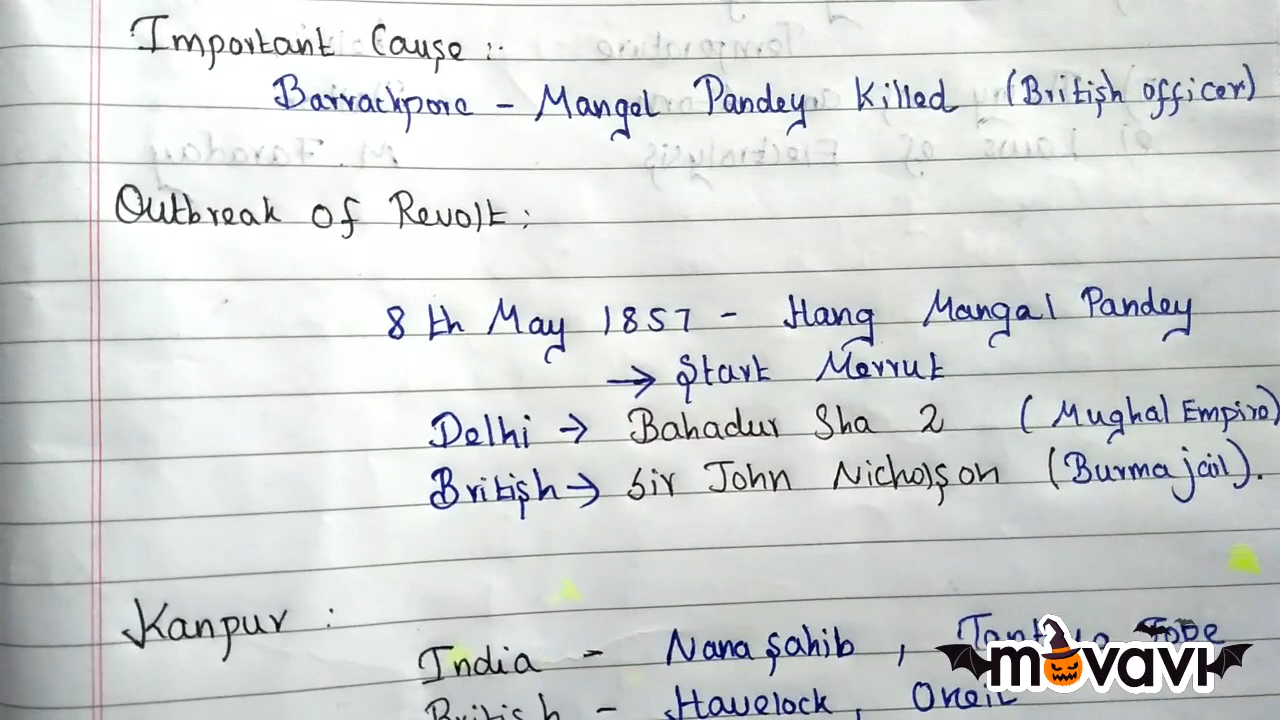 Important Cause :-
Barrackpore - Mangal Pandey Killed (British officer)
Outbreak of Revolt :
8 th May 1857 - Hang Mangal Pandey
→ Start Merrut
Delhi → Bahadur Sha 2 (Mughal Empire)
British → Sir John Nicholson (Burma jail).
Kanpur :
India - Nana Sahib , Tope
British - Havelock , Oneil
movavi